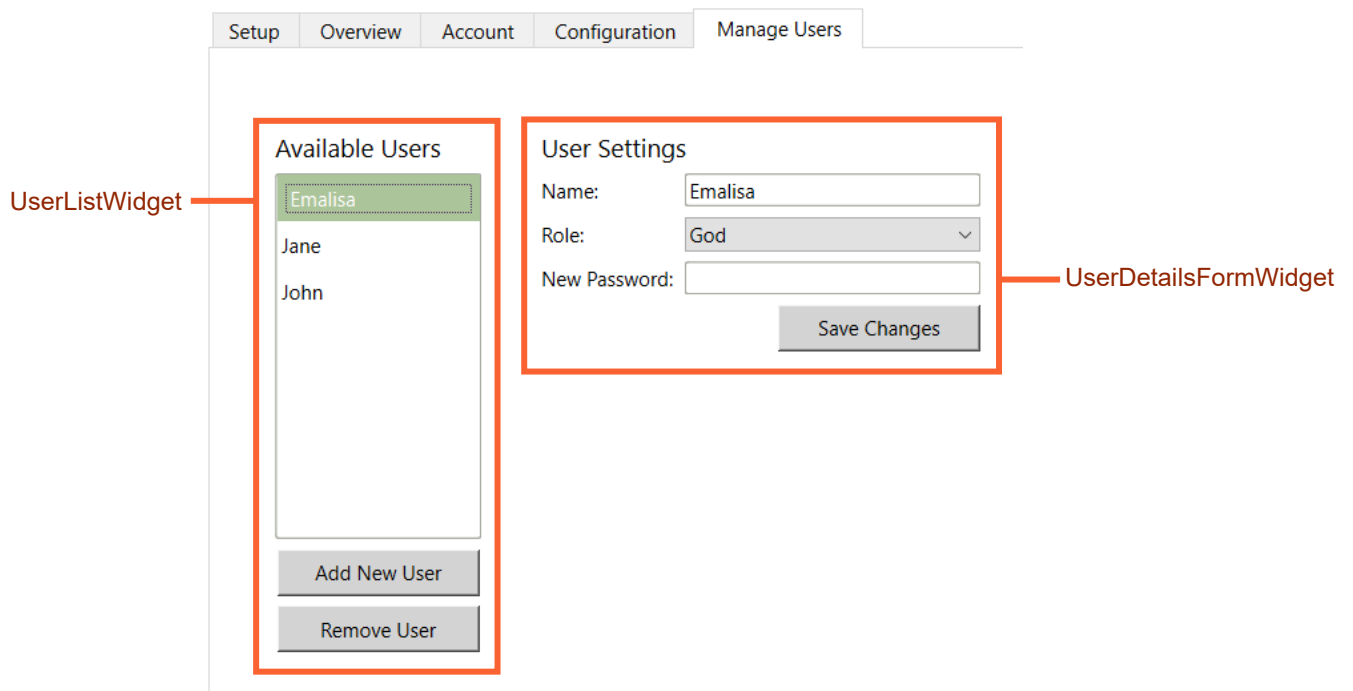 Setup Overview Account Configuration Manage Users
Available Users
Emalisa
Jane
John
Add New User
Remove User
UserListWidget
User Settings
Name: Emalisa
Role: God
New Password:
Save Changes
UserDetailsFormWidget